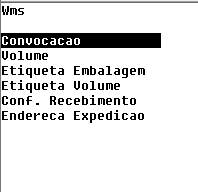 Wms
Convocacao
Volume
Etiqueta Embalagem
Etiqueta Volume
Conf. Recebimento
Endereca Expedicao